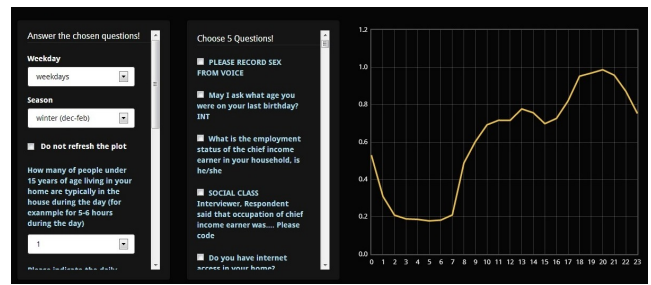 Answer the chosen questions!
Weekday
weekdays
Season
winter (dec-feb)
Do not refresh the plot
How many of people under
15 years of age living in your
home are typically in the
house during the day (for
exanmple for 5-6 hours
during the day)
1
Please indicate the daily
Choose 5 Questions!
PLEASE RECORD SEX
FROM VOICE
May I ask what age you
were on your last birthday?
INT
What is the employment
status of the chief income
earner in your household, is
he/she
SOCIAL CLASS
Interviewer, Respondent
said that occupation of chief
income earner was.... Please
code
Do you have internet
access in your home?
1.2
1.0
0.8
0.6
0.4
0.2
0.0
0 1 2 3 4 5 6 7 8 9 10 11 12 13 14 15 16 17 18 19 20 21 22 23